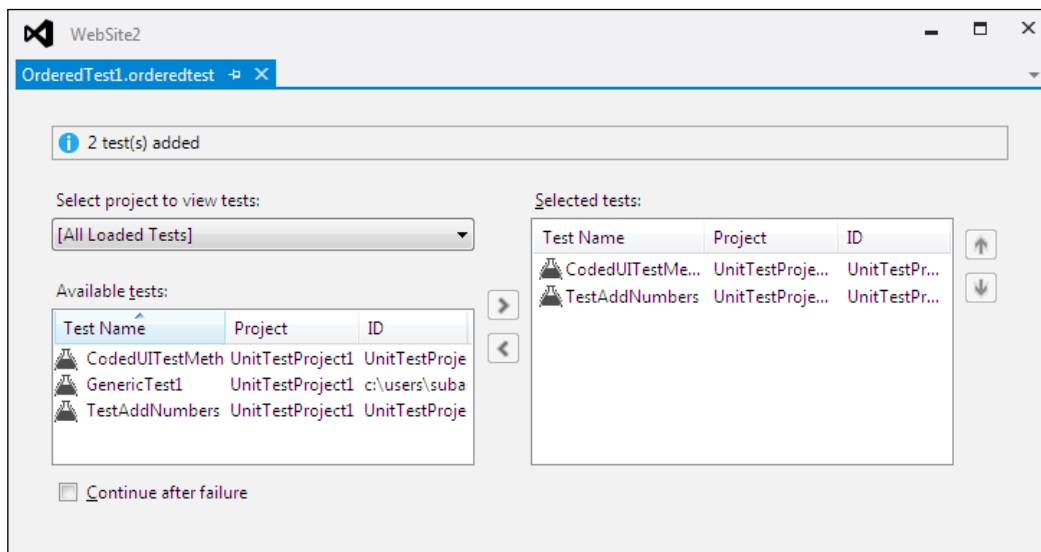 WebSite2
OrderedTest1.orderedtest
2 test(s) added
Select project to view tests:
[All Loaded Tests]
Available tests:
Test Name Project ID
CodedUITestMeth UnitTestProject1 UnitTestProje
GenericTest1 UnitTestProject1 c:\users\suba
TestAddNumbers UnitTestProject1 UnitTestProje
Continue after failure
Selected tests:
Test Name Project ID
CodedUITestMe... UnitTestProje... UnitTestPr...
TestAddNumbers UnitTestProje... UnitTestPr...